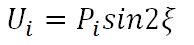 U_i = P_i sin2ξ